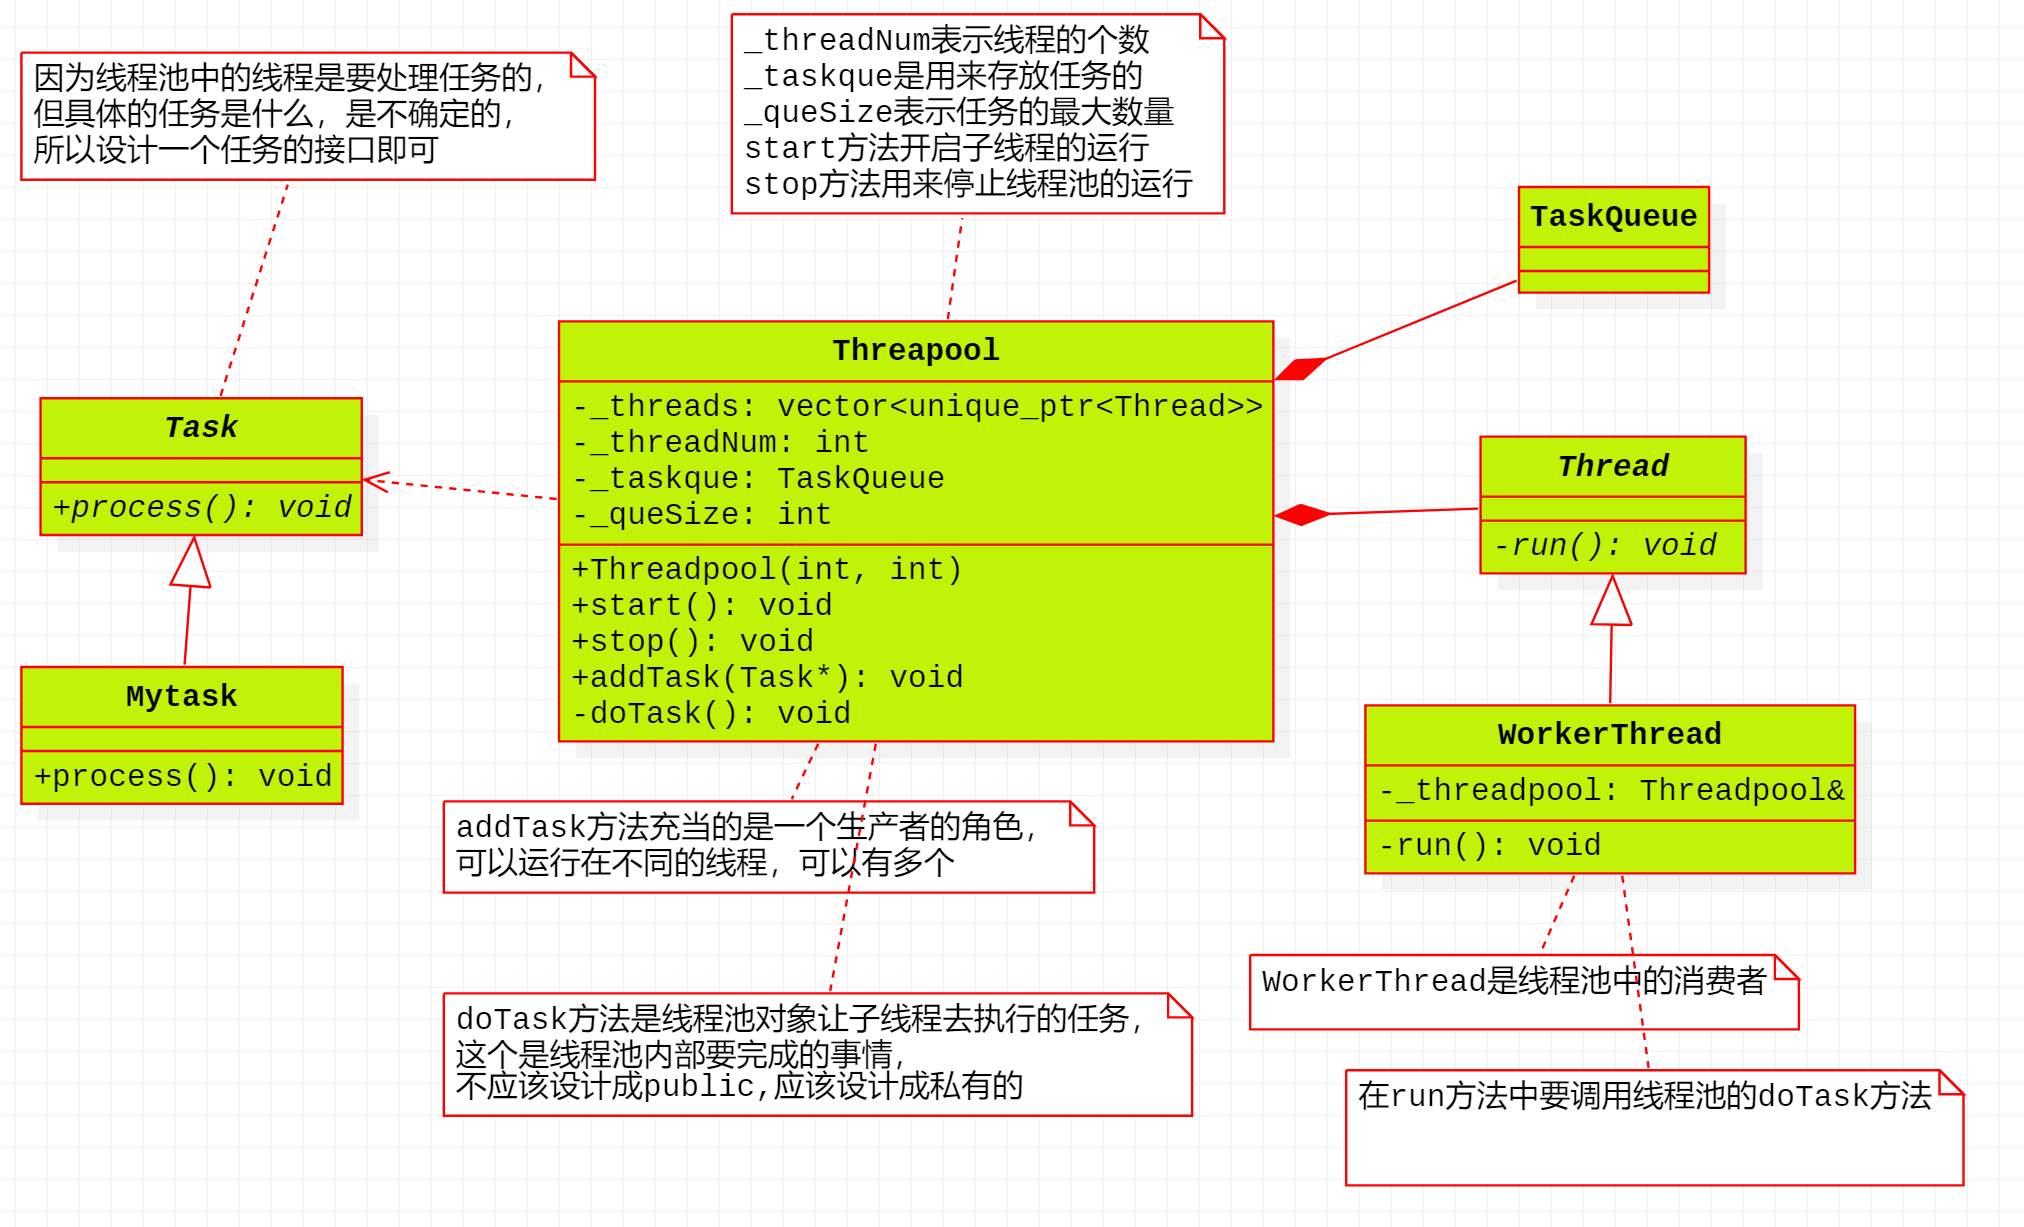 _threadNum表示线程的个数
_taskque是用来存放任务的
_queSize表示任务的最大数量
start方法开启子线程的运行
stop方法用来停止线程池的运行
因为线程池中的线程是要处理任务的,
但具体的任务是什么, 是不确定的,
所以设计一个任务的接口即可
TaskQueue
Threapool
-_threads: vector<unique_ptr<Thread>>
-_threadNum: int
-_taskque: TaskQueue
-_queSize: int
+Threadpool(int, int)
+start(): void
+stop(): void
+addTask(Task*): void
-doTask(): void
Task
+process(): void
Thread
-run(): void
Mytask
+process(): void
WorkerThread
-_threadpool: Threadpool&
-run(): void
addTask方法充当的是一个生产者的角色,
可以运行在不同的线程, 可以有多个
WorkerThread是线程池中的消费者
doTask方法是线程池对象让子线程去执行的任务,
这个是线程池内部要完成的事情,
不应该设计成public,应该设计成私有的
在run方法中要调用线程池的doTask方法